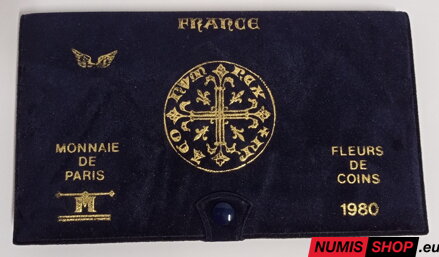 FRANCE
MONNAIE
DE
PARIS
M
FLEURS
DE
COINS
1980
NUMIS SHOP.eu